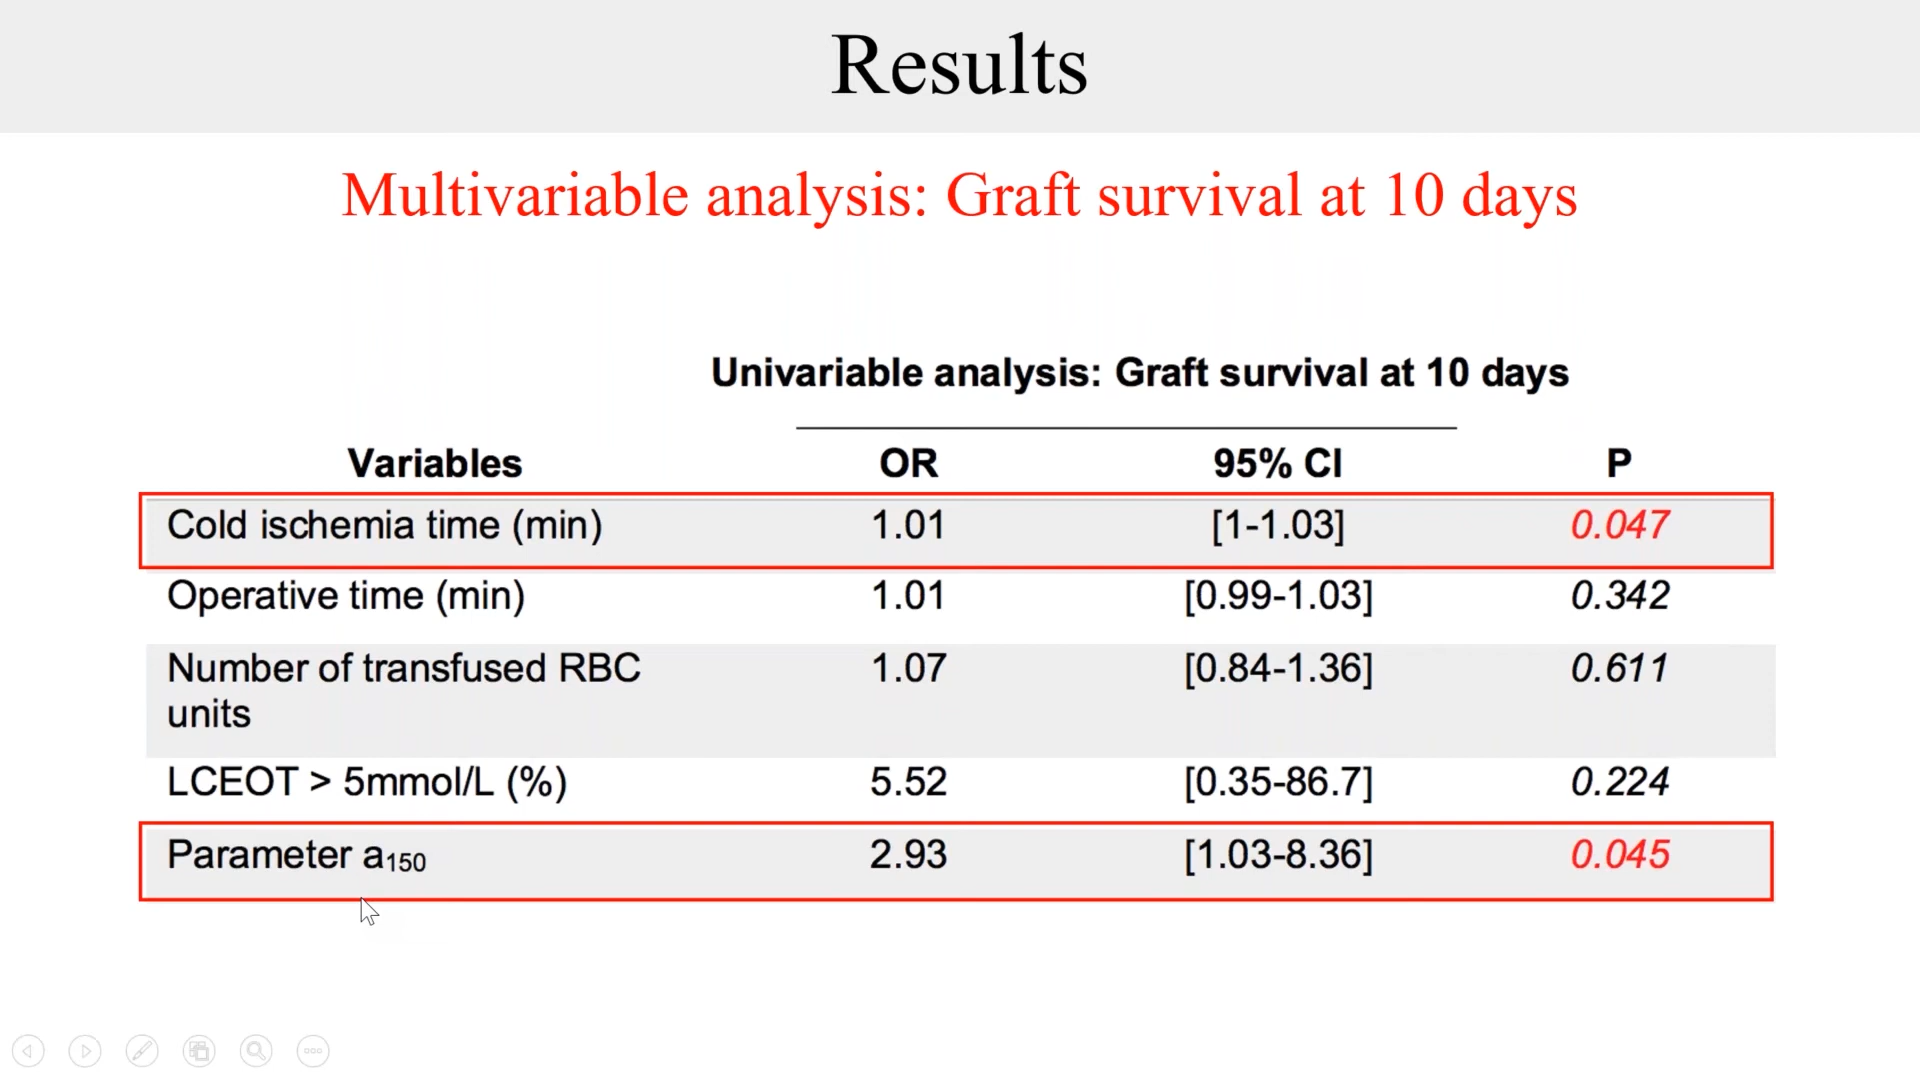 Results
Multivariable analysis: Graft survival at 10 days
Univariable analysis: Graft survival at 10 days
Variables OR 95% CI P
Cold ischemia time (min) 1.01 [1-1.03] 0.047
Operative time (min) 1.01 [0.99-1.03] 0.342
Number of transfused RBC 1.07 [0.84-1.36] 0.611
units
LCEOT > 5mmol/L (%) 5.52 [0.35-86.7] 0.224
Parameter a₁₅₀ 2.93 [1.03-8.36] 0.045